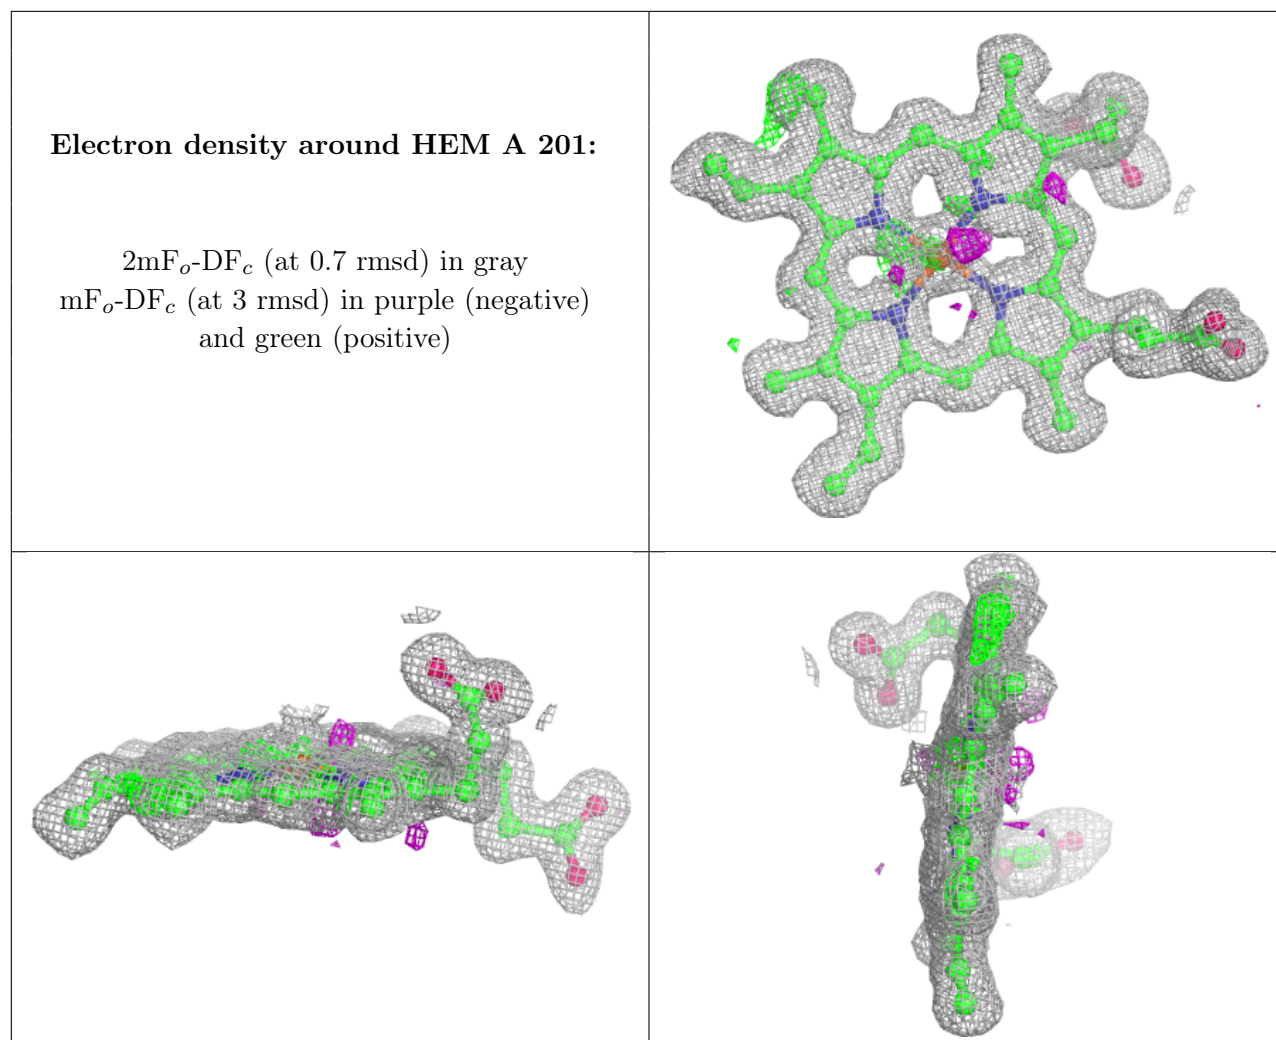 Electron density around HEM A 201:
2mFo-DFc (at 0.7 rmsd) in gray
mFo-DFc (at 3 rmsd) in purple (negative)
and green (positive)